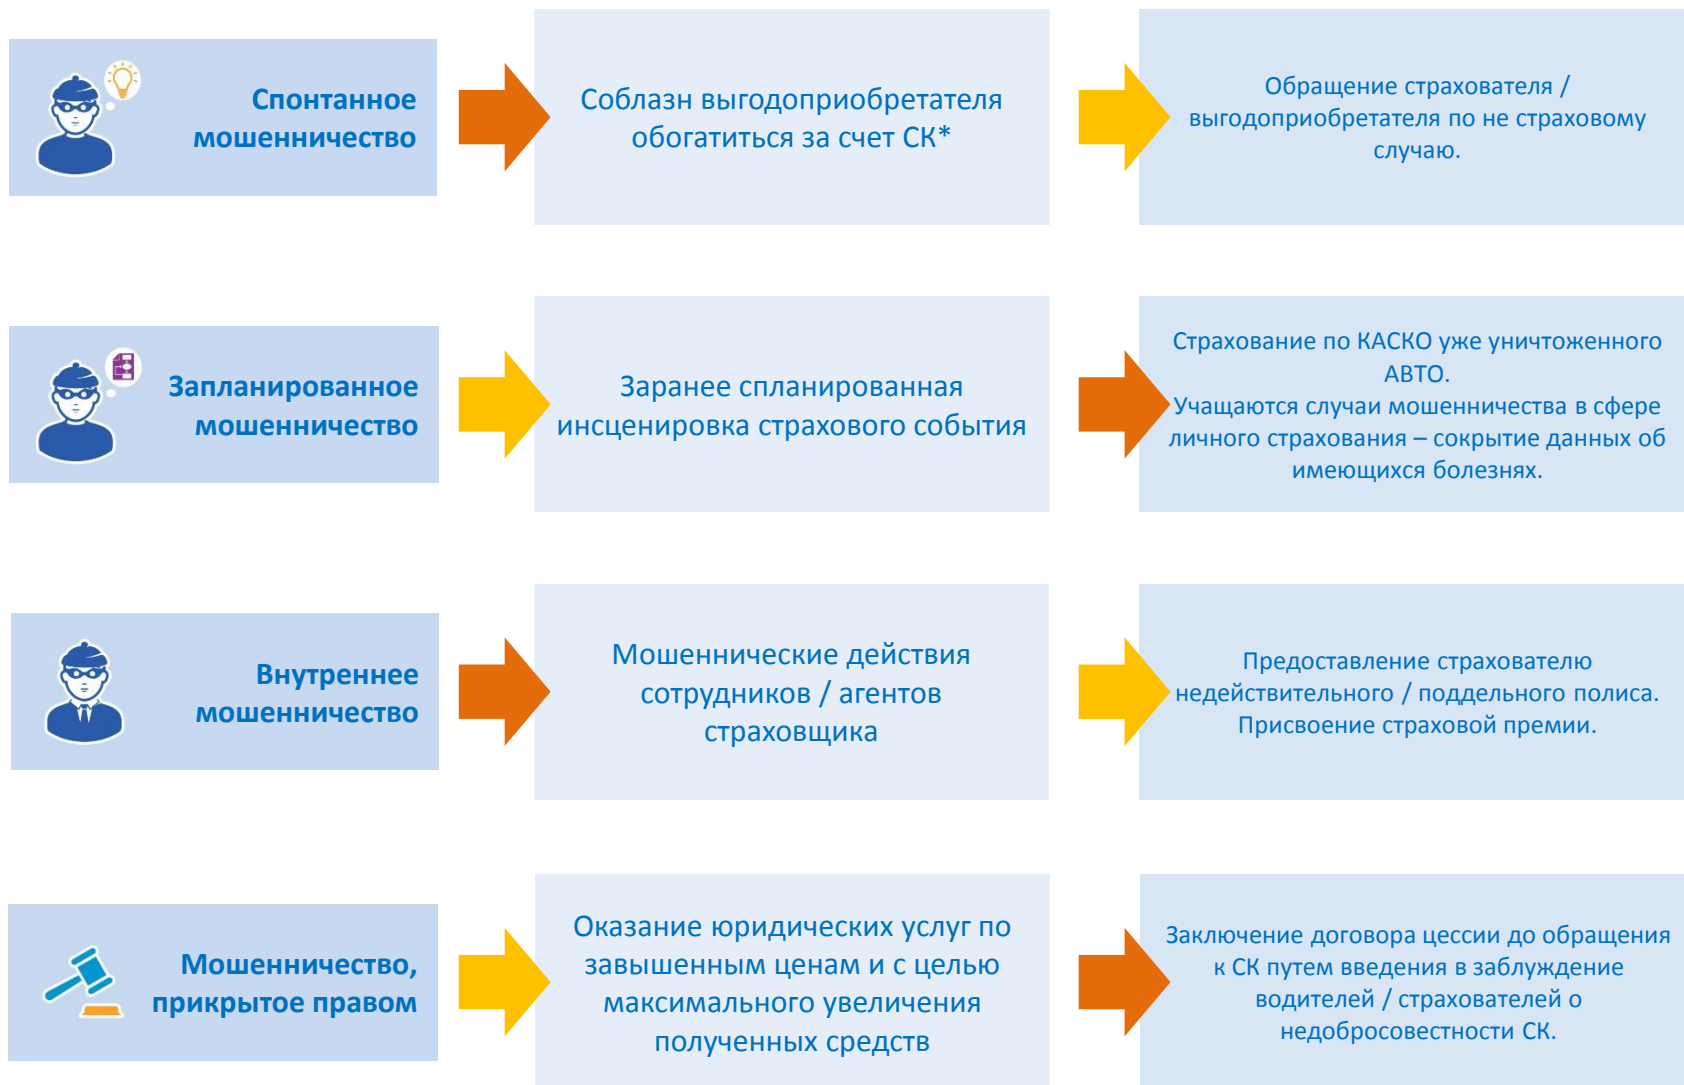 Спонтанное
мошенничество
Соблазн выгодоприобретателя
обогатиться за счет СК*
Обращение страхователя /
выгодоприобретателя по не страховому
случаю.
Запланированное
мошенничество
Заранее спланированная
инсценировка страхового события
Страхование по КАСКО уже уничтоженного
АВТО.
Учащаются случаи мошенничества в сфере
личного страхования – сокрытие данных об
имеющихся болезнях.
Внутреннее
мошенничество
Мошеннические действия
сотрудников / агентов
страховщика
Предоставление страхователю
недействительного / поддельного полиса.
Присвоение страховой премии.
Мошенничество,
прикрытое правом
Оказание юридических услуг по
завышенным ценам и с целью
максимального увеличения
полученных средств
Заключение договора цессии до обращения
к СК путем введения в заблуждение
водителей / страхователей о
недобросовестности СК.